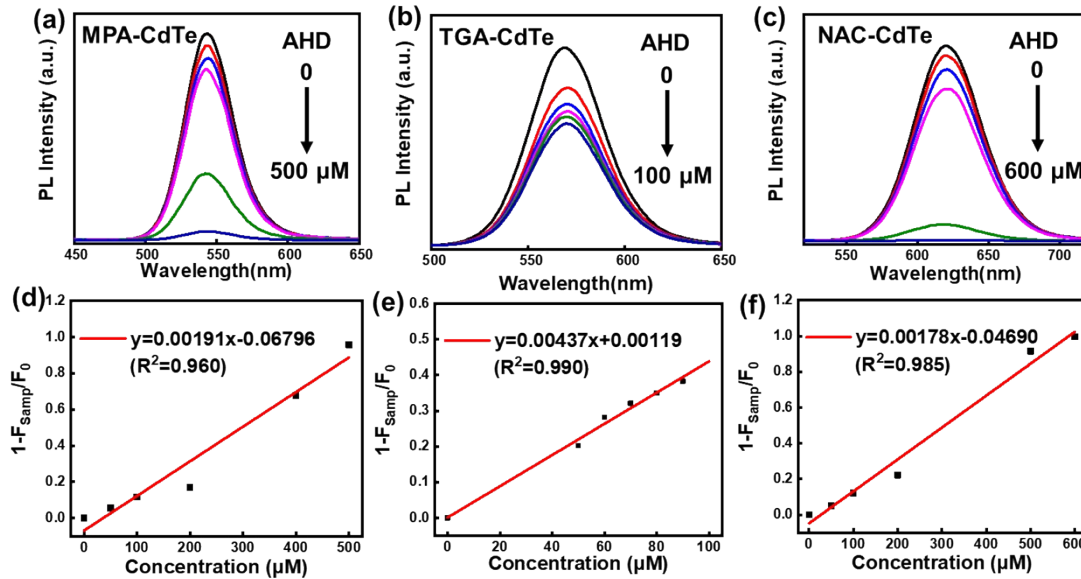 (a)
MPA-CdTe
AHD
0
500 µM
PL Intensity (a.u.)
450 500 550 600 650
Wavelength(nm)
(b)
TGA-CdTe
AHD
0
100 µM
PL Intensity (a.u.)
500 550 600 650
Wavelength(nm)
(c)
NAC-CdTe
AHD
0
600 µM
PL Intensity (a.u.)
550 600 650 700
Wavelength(nm)
(d)
y=0.00191x-0.06796
(R²=0.960)
1-F_Samp/F₀
1.2
1.0
0.8
0.6
0.4
0.2
0.0
0 100 200 300 400 500
Concentration (µM)
(e)
y=0.00437x+0.00119
(R²=0.990)
1-F_Samp/F₀
0.6
0.5
0.4
0.3
0.2
0.1
0.0
0 20 40 60 80 100
Concentration (µM)
(f)
y=0.00178x-0.04690
(R²=0.985)
1-F_Samp/F₀
1.2
1.0
0.8
0.6
0.4
0.2
0.0
0 100 200 300 400 500 600
Concentration (µM)